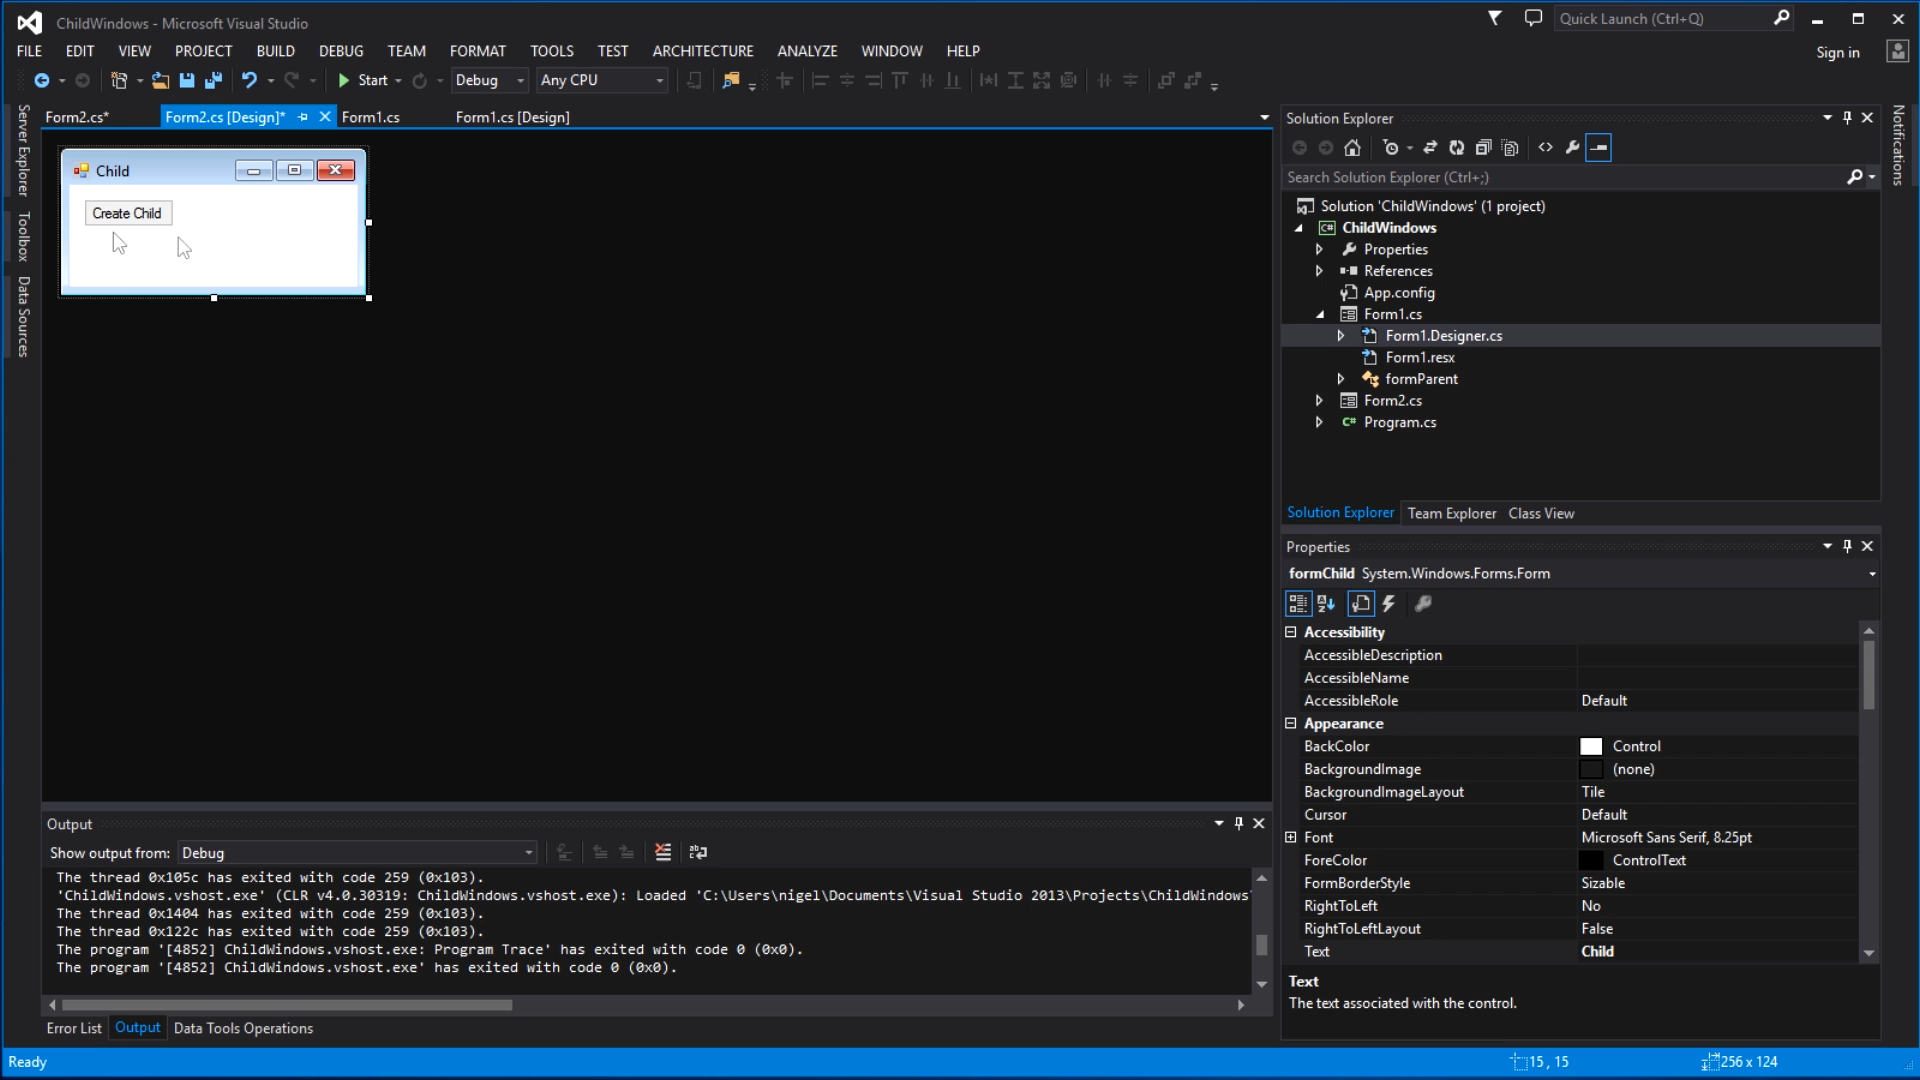 ChildWindows - Microsoft Visual Studio
Quick Launch (Ctrl+Q)
FILE EDIT VIEW PROJECT BUILD DEBUG TEAM FORMAT TOOLS TEST ARCHITECTURE ANALYZE WINDOW HELP
Sign in
Start Debug Any CPU
Form2.cs* Form2.cs [Design]* Form1.cs Form1.cs [Design]
Server Explorer
Toolbox
Data Sources
Child
Create Child
Notifications
Solution Explorer
Search Solution Explorer (Ctrl+;)
Solution 'ChildWindows' (1 project)
ChildWindows
Properties
References
App.config
Form1.cs
Form1.Designer.cs
Form1.resx
formParent
Form2.cs
Program.cs
Solution Explorer Team Explorer Class View
Properties
formChild System.Windows.Forms.Form
Accessibility
AccessibleDescription
AccessibleName
AccessibleRole Default
Appearance
BackColor Control
BackgroundImage (none)
BackgroundImageLayout Tile
Cursor Default
Font Microsoft Sans Serif, 8.25pt
ForeColor ControlText
FormBorderStyle Sizable
RightToLeft No
RightToLeftLayout False
Text Child
Text
The text associated with the control.
Output
Show output from: Debug
The thread 0x105c has exited with code 259 (0x103).
'ChildWindows.vshost.exe' (CLR v4.0.30319: ChildWindows.vshost.exe): Loaded 'C:\Users\nigel\Documents\Visual Studio 2013\Projects\ChildWindows
The thread 0x1404 has exited with code 259 (0x103).
The thread 0x122c has exited with code 259 (0x103).
The program '[4852] ChildWindows.vshost.exe: Program Trace' has exited with code 0 (0x0).
The program '[4852] ChildWindows.vshost.exe' has exited with code 0 (0x0).
Error List Output Data Tools Operations
Ready
15 , 15
256 x 124